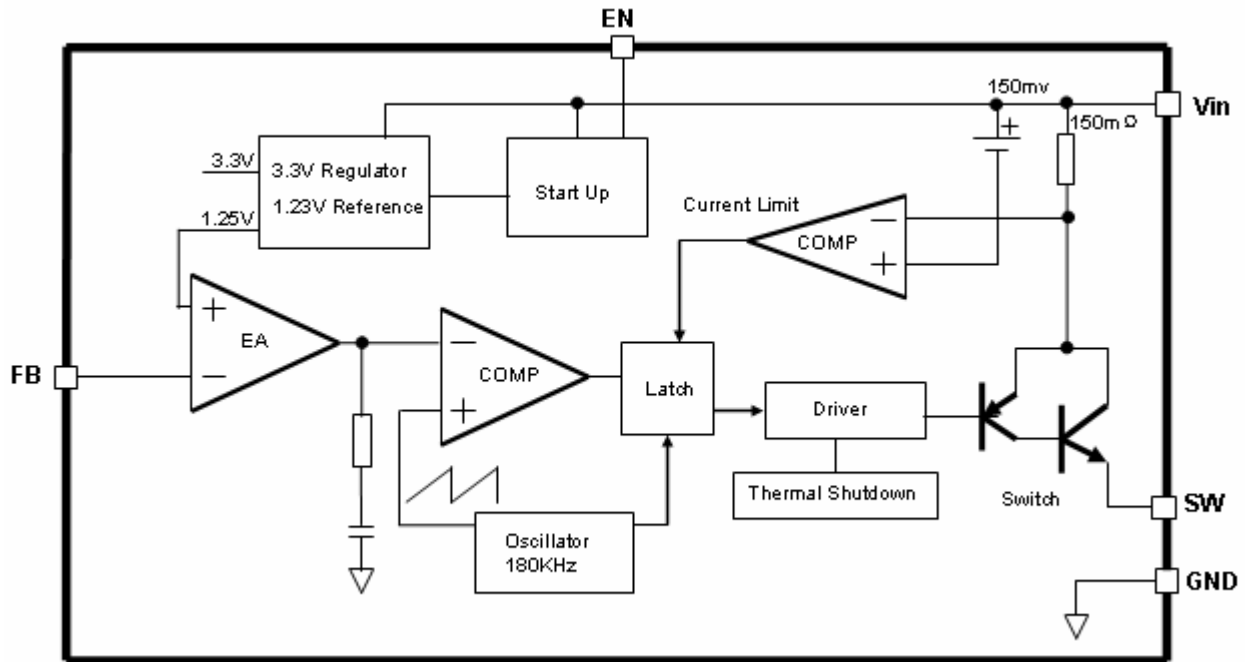 EN
150mv
Vin
150mΩ
3.3V
3.3V Regulator
1.23V Reference
1.25V
Start Up
Current Limit
−
COMP
+
+
EA
−
FB
−
COMP
+
Latch
Driver
Thermal Shutdown
Switch
SW
Oscillator
180KHz
GND
+